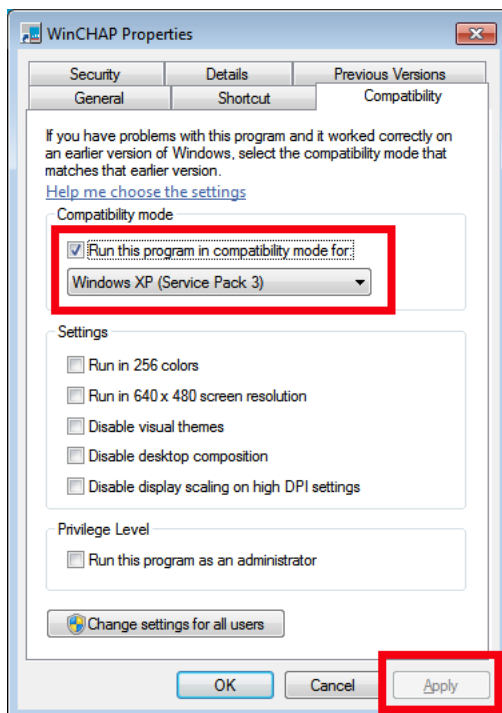 WinCHAP Properties
Security Details Previous Versions
General Shortcut Compatibility
If you have problems with this program and it worked correctly on
an earlier version of Windows, select the compatibility mode that
matches that earlier version.
Help me choose the settings
Compatibility mode
Run this program in compatibility mode for:
Windows XP (Service Pack 3)
Settings
Run in 256 colors
Run in 640 x 480 screen resolution
Disable visual themes
Disable desktop composition
Disable display scaling on high DPI settings
Privilege Level
Run this program as an administrator
Change settings for all users
OK Cancel Apply